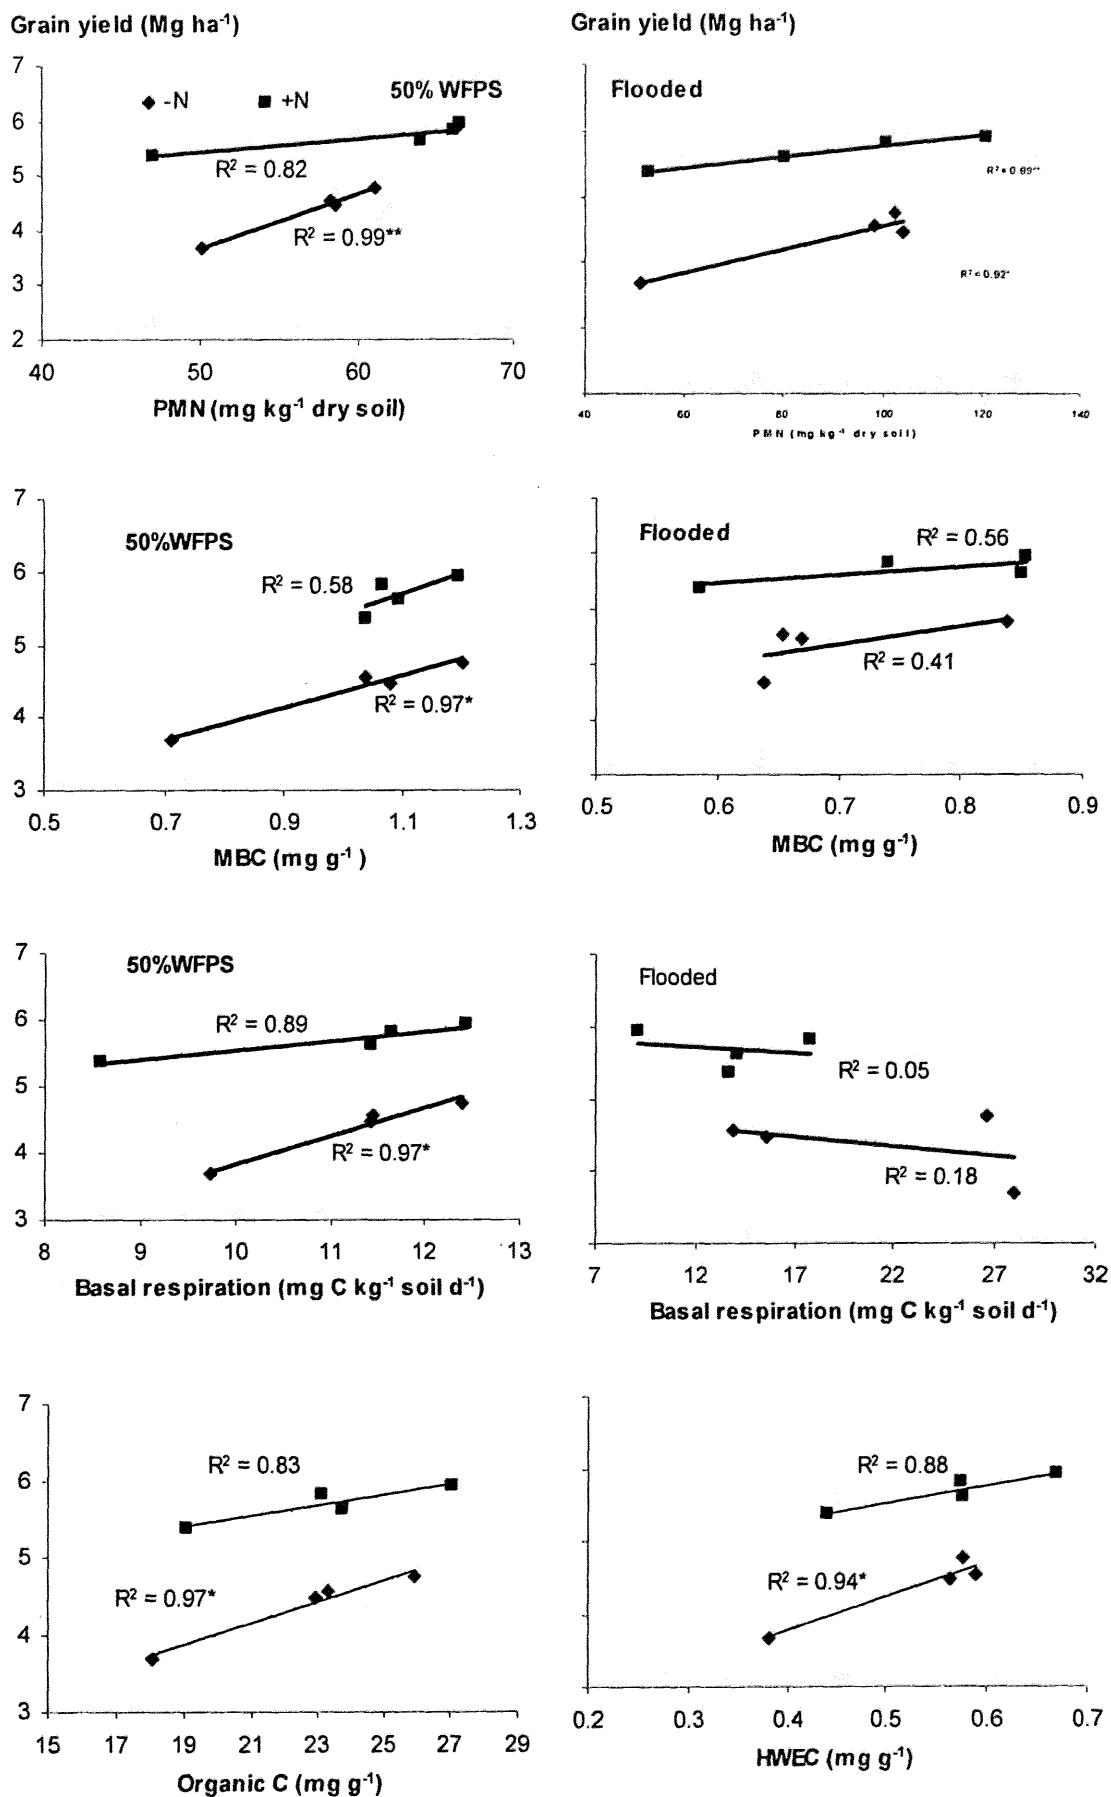 Grain yield (Mg ha-1)
Grain yield (Mg ha-1)
7
6
5
4
3
2
-N
+N
50% WFPS
R2 = 0.82
R2 = 0.99**
40 50 60 70
PMN (mg kg-1 dry soil)
Flooded
R2 = 0.92*
40 60 80 100 120 140
PMN (mg kg-1 dry soil)
7
6
5
4
3
50%WFPS
R2 = 0.58
R2 = 0.97*
0.5 0.7 0.9 1.1 1.3
MBC (mg g-1 )
Flooded
R2 = 0.56
R2 = 0.41
0.5 0.6 0.7 0.8 0.9
MBC (mg g-1)
7
6
5
4
3
50%WFPS
R2 = 0.89
R2 = 0.97*
8 9 10 11 12 13
Basal respiration (mg C kg-1 soil d-1)
Flooded
R2 = 0.05
R2 = 0.18
7 12 17 22 27 32
Basal respiration (mg C kg-1 soil d-1)
7
6
5
4
3
R2 = 0.83
R2 = 0.97*
15 17 19 21 23 25 27 29
Organic C (mg g-1)
R2 = 0.88
R2 = 0.94*
0.2 0.3 0.4 0.5 0.6 0.7
HWEC (mg g-1)